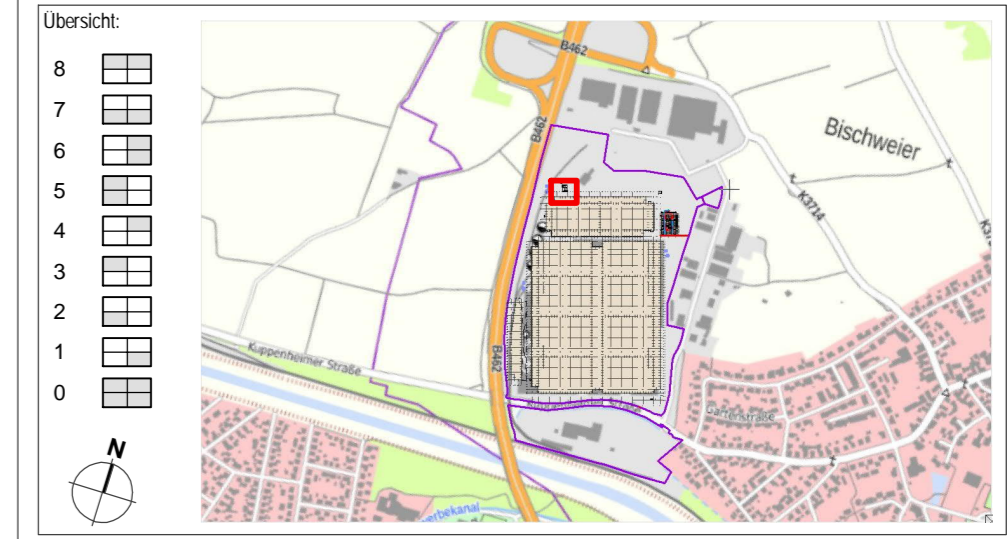 Übersicht:
8
7
6
5
4
3
2
1
0
N
B462
B462
Bischweier
K3714
Kuppenheimer Straße
B462
Gartenstraße